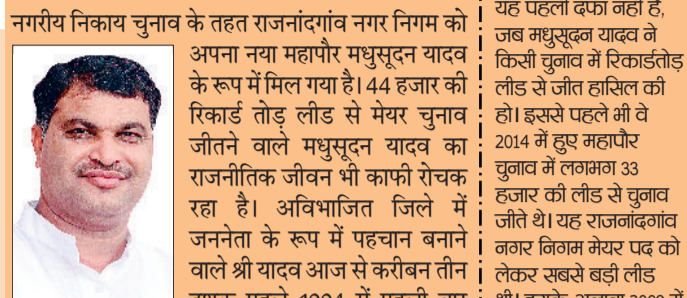 नगरीय निकाय चुनाव के तहत राजनांदगांव नगर निगम को
अपना नया महापौर मधुसूदन यादव
के रूप में मिल गया है। 44 हजार की
रिकार्ड तोड़ लीड से मेयर चुनाव
जीतने वाले मधुसूदन यादव का
राजनीतिक जीवन भी काफी रोचक
रहा है। अविभाजित जिले में
जननेता के रूप में पहचान बनाने
वाले श्री यादव आज से करीबन तीन
यह पहली दफा नहीं है,
जब मधुसूदन यादव ने
किसी चुनाव में रिकार्डतोड़
लीड से जीत हासिल की
हो। इससे पहले भी वे
2014 में हुए महापौर
चुनाव में लगभग 33
हजार की लीड से चुनाव
जीते थे। यह राजनांदगांव
नगर निगम मेयर पद को
लेकर सबसे बड़ी लीड